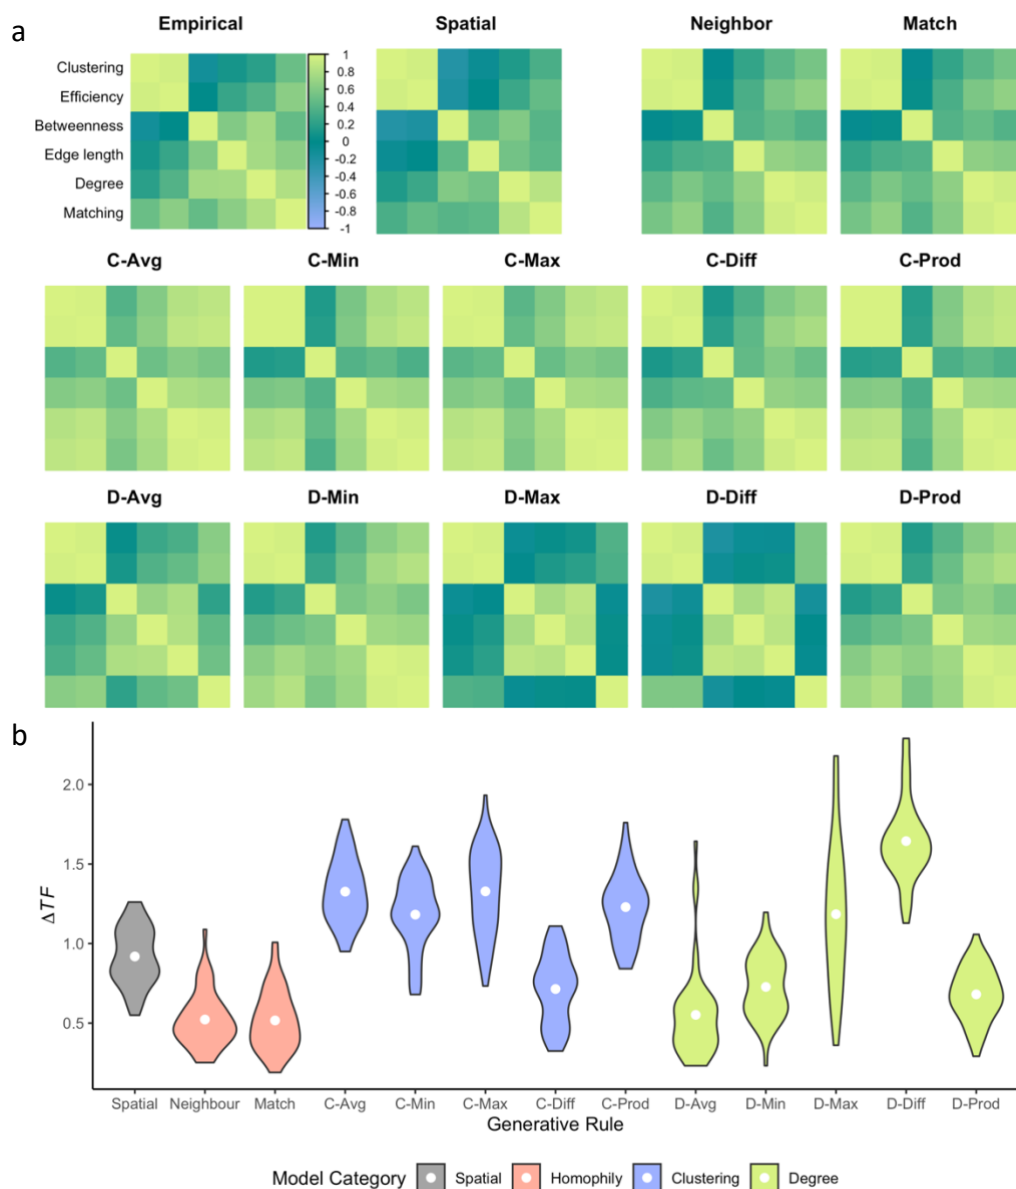 a
Empirical Spatial Neighbor Match
Clustering
Efficiency
Betweenness
Edge length
Degree
Matching
1
0.8
0.6
0.4
0.2
0
-0.2
-0.4
-0.6
-0.8
-1
C-Avg C-Min C-Max C-Diff C-Prod
D-Avg D-Min D-Max D-Diff D-Prod
b
ΔTF
2.0
1.5
1.0
0.5
Spatial Neighbour Match C-Avg C-Min C-Max C-Diff C-Prod D-Avg D-Min D-Max D-Diff D-Prod
Generative Rule
Model Category Spatial Homophily Clustering Degree